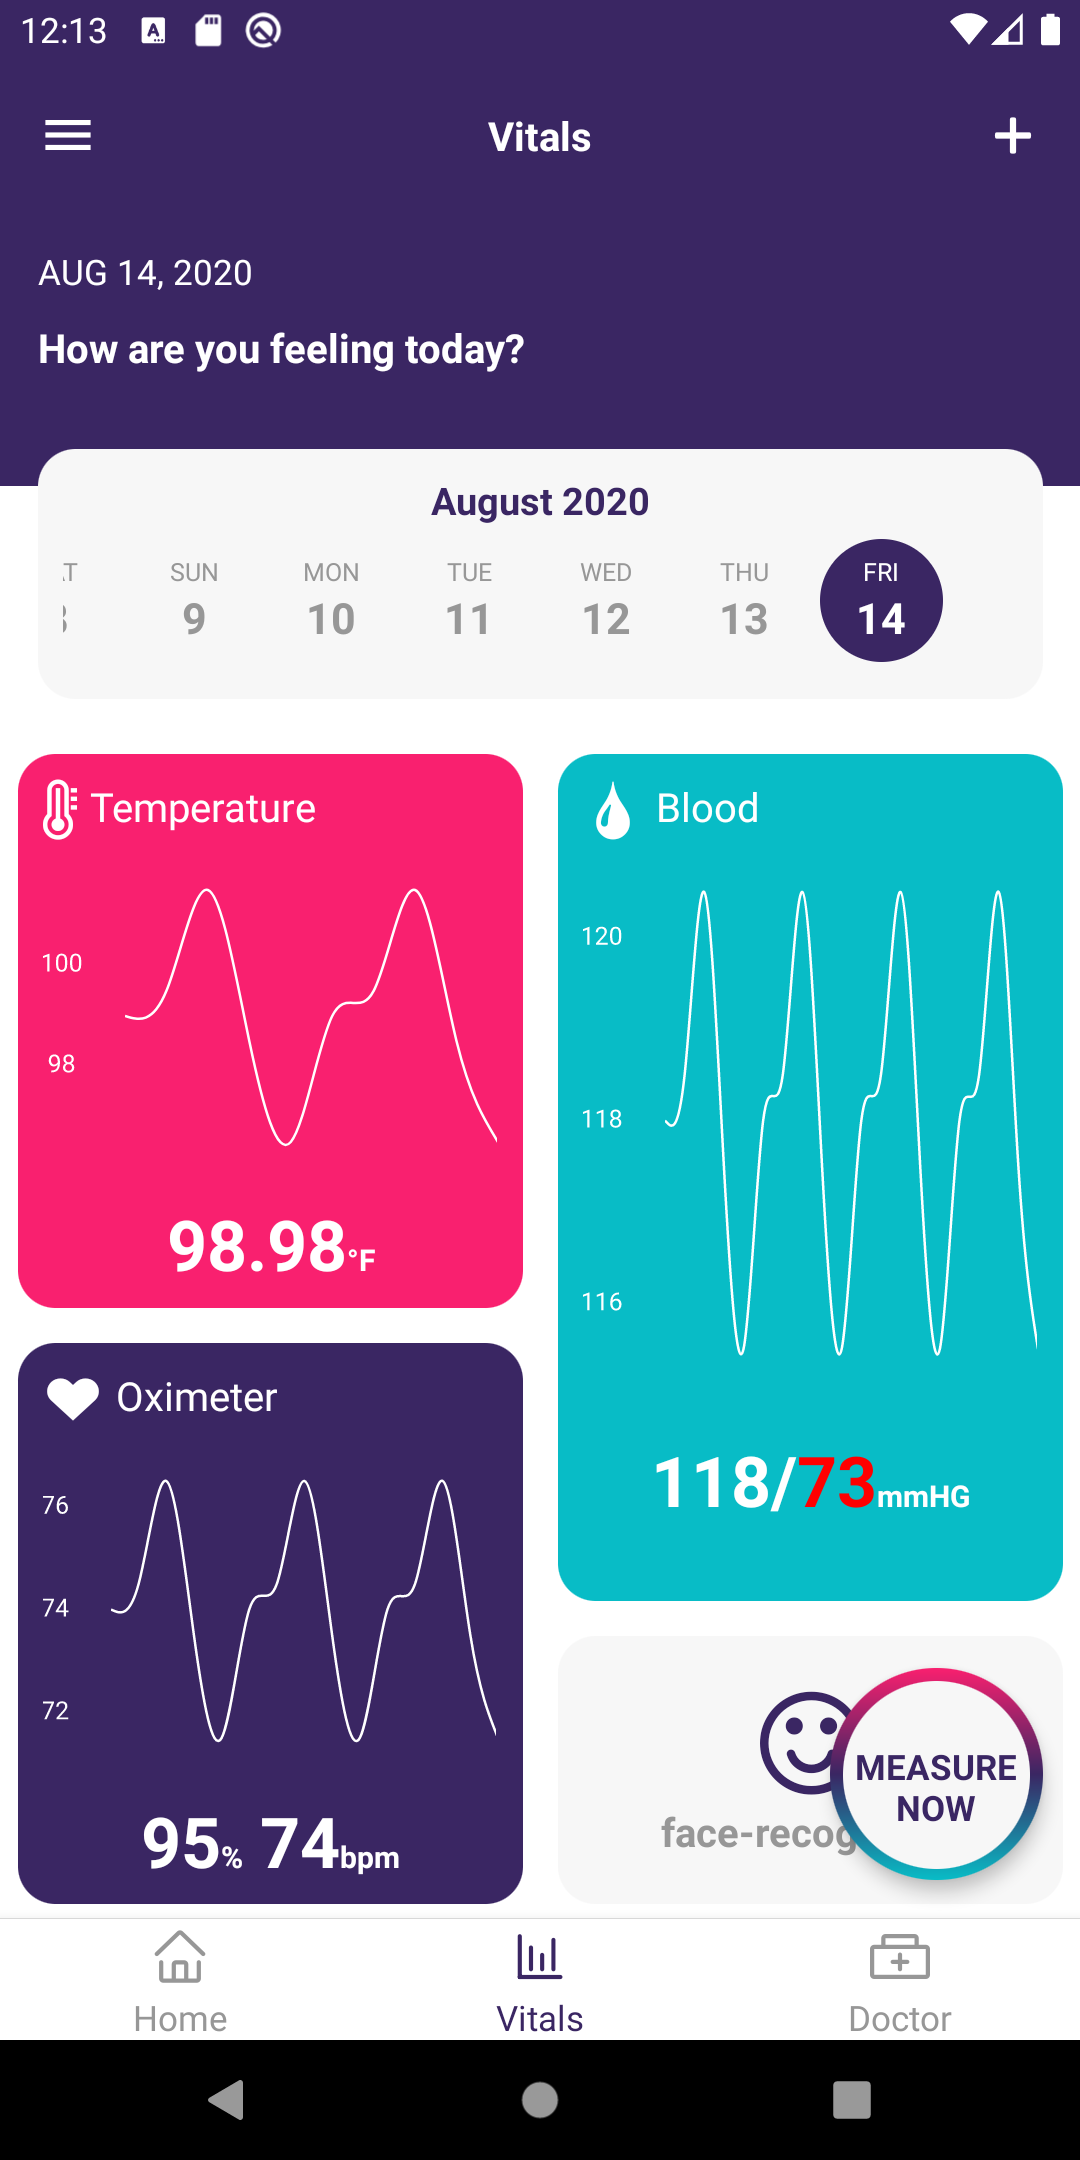 12:13
Vitals
AUG 14, 2020
How are you feeling today?
August 2020
SUN MON TUE WED THU FRI
9 10 11 12 13 14
Temperature
100
98
98.98°F
Blood
120
118
116
118/73mmHG
Oximeter
76
74
72
95% 74bpm
face-recog
MEASURE
NOW
Home Vitals Doctor